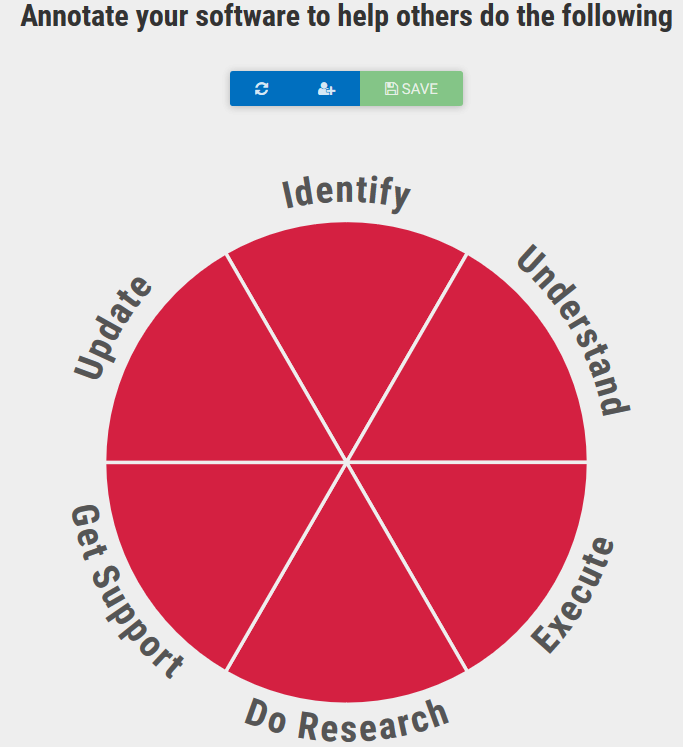 Annotate your software to help others do the following
SAVE
Identify
Understand
Execute
Do Research
Get Support
Update